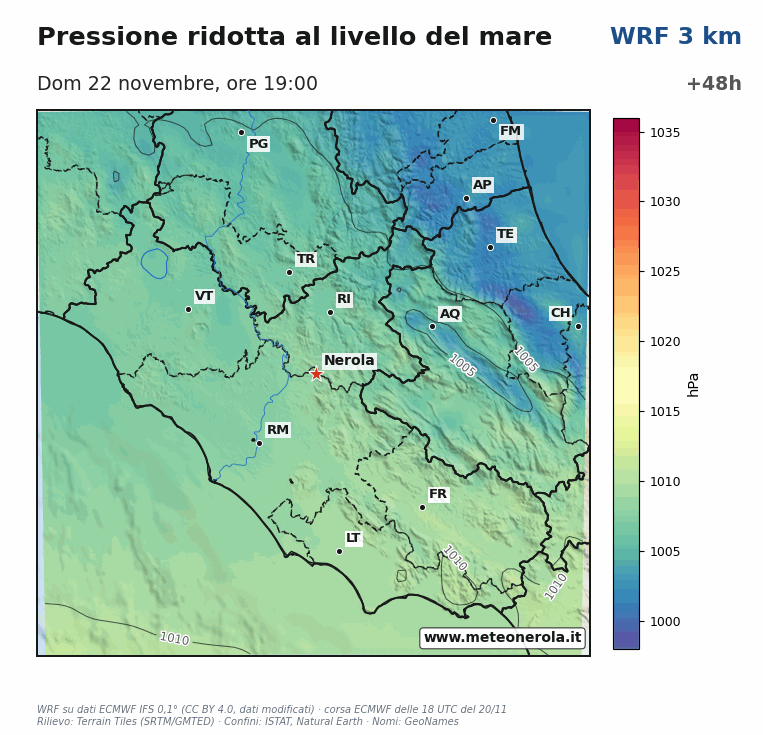 Pressione ridotta al livello del mare
WRF 3 km
Dom 22 novembre, ore 19:00
+48h
FM
PG
AP
TE
TR
VT
RI
AQ
CH
Nerola
1005
1005
RM
FR
LT
1010
1010
1010
www.meteonerola.it
1035
1030
1025
1020
1015
1010
1005
1000
hPa
WRF su dati ECMWF IFS 0,1° (CC BY 4.0, dati modificati) · corsa ECMWF delle 18 UTC del 20/11
Rilievo: Terrain Tiles (SRTM/GMTED) · Confini: ISTAT, Natural Earth · Nomi: GeoNames